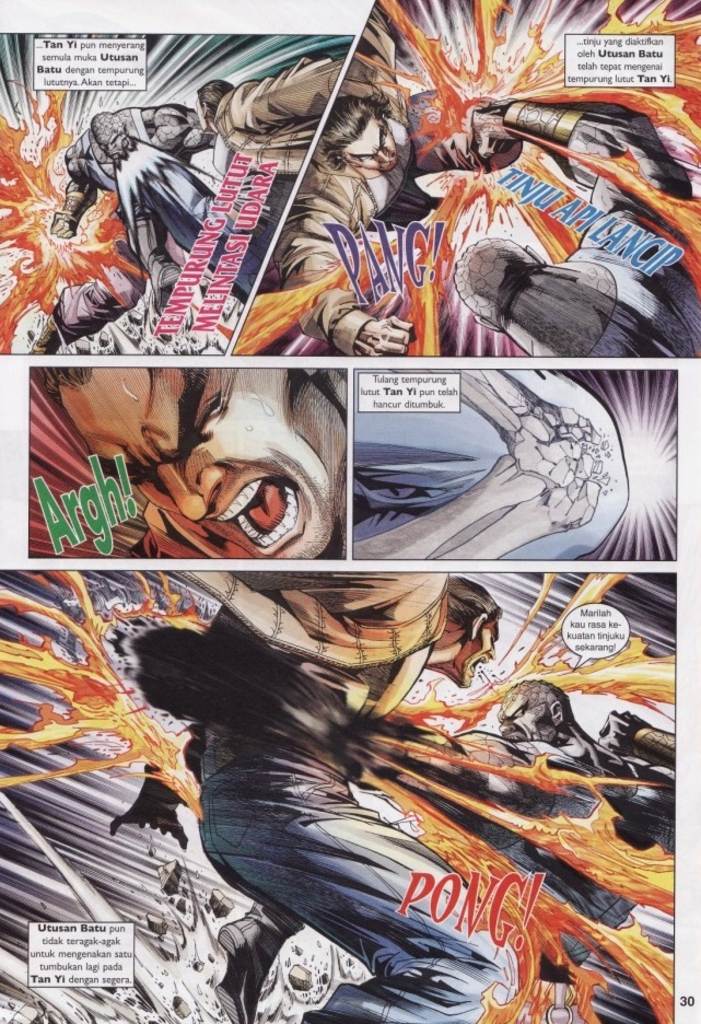 ...Tan Yi pun menyerang
semula muka Utusan
Batu dengan tempurung
lututnya. Akan tetapi...
TEMPURUNG LUTUT
MELINTASI UDARA
...tinju yang diaktifkan
oleh Utusan Batu
telah tepat mengenai
tempurung lutut Tan Yi.
TINJU API LANCIP
PANG!
Argh!
Tulang tempurung
lutut Tan Yi pun telah
hancur ditumbuk.
Marilah
kau rasa ke-
kuatan tinjuku
sekarang!
PONG!
Utusan Batu pun
tidak teragak-agak
untuk mengenakan satu
tumbukan lagi pada
Tan Yi dengan segera.
30